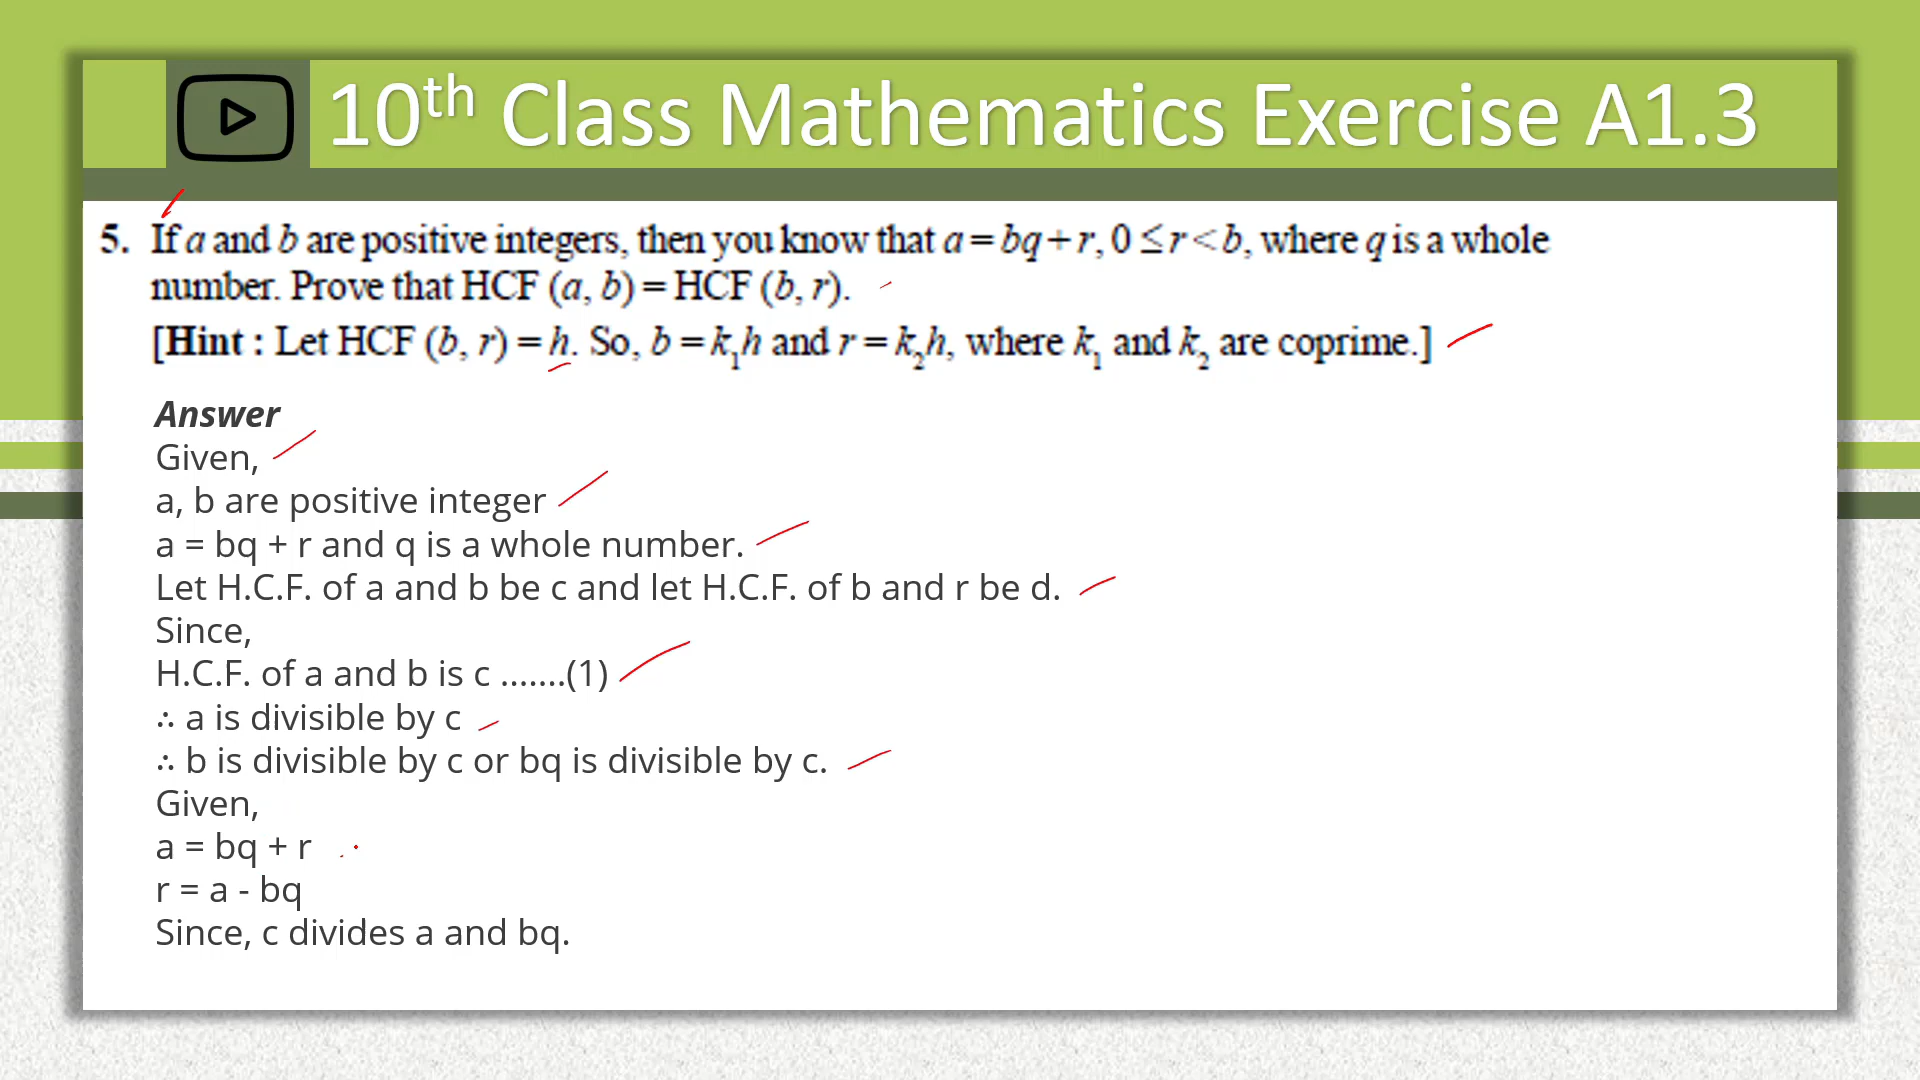 10th Class Mathematics Exercise A1.3
5. If a and b are positive integers, then you know that a = bq + r, 0 ≤ r < b, where q is a whole
number. Prove that HCF (a, b) = HCF (b, r).
[Hint : Let HCF (b, r) = h. So, b = k₁h and r = k₂h, where k₁ and k₂ are coprime.]
Answer
Given,
a, b are positive integer
a = bq + r and q is a whole number.
Let H.C.F. of a and b be c and let H.C.F. of b and r be d.
Since,
H.C.F. of a and b is c .......(1)
∴ a is divisible by c
∴ b is divisible by c or bq is divisible by c.
Given,
a = bq + r
r = a - bq
Since, c divides a and bq.